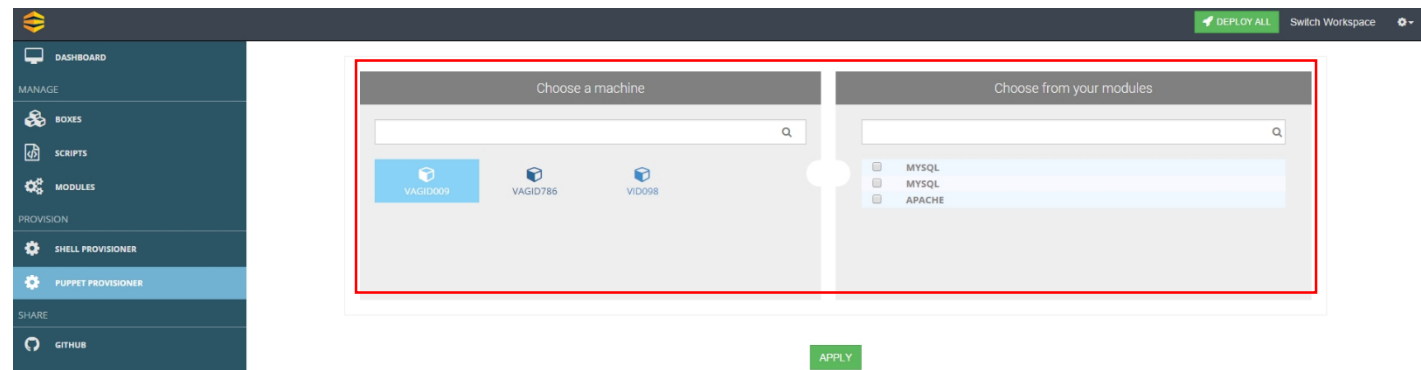 DEPLOY ALL Switch Workspace
DASHBOARD
MANAGE
BOXES
SCRIPTS
MODULES
PROVISION
SHELL PROVISIONER
PUPPET PROVISIONER
SHARE
GITHUB
Choose a machine
VAGID009 VAGID786 VID098
Choose from your modules
MYSQL
MYSQL
APACHE
APPLY